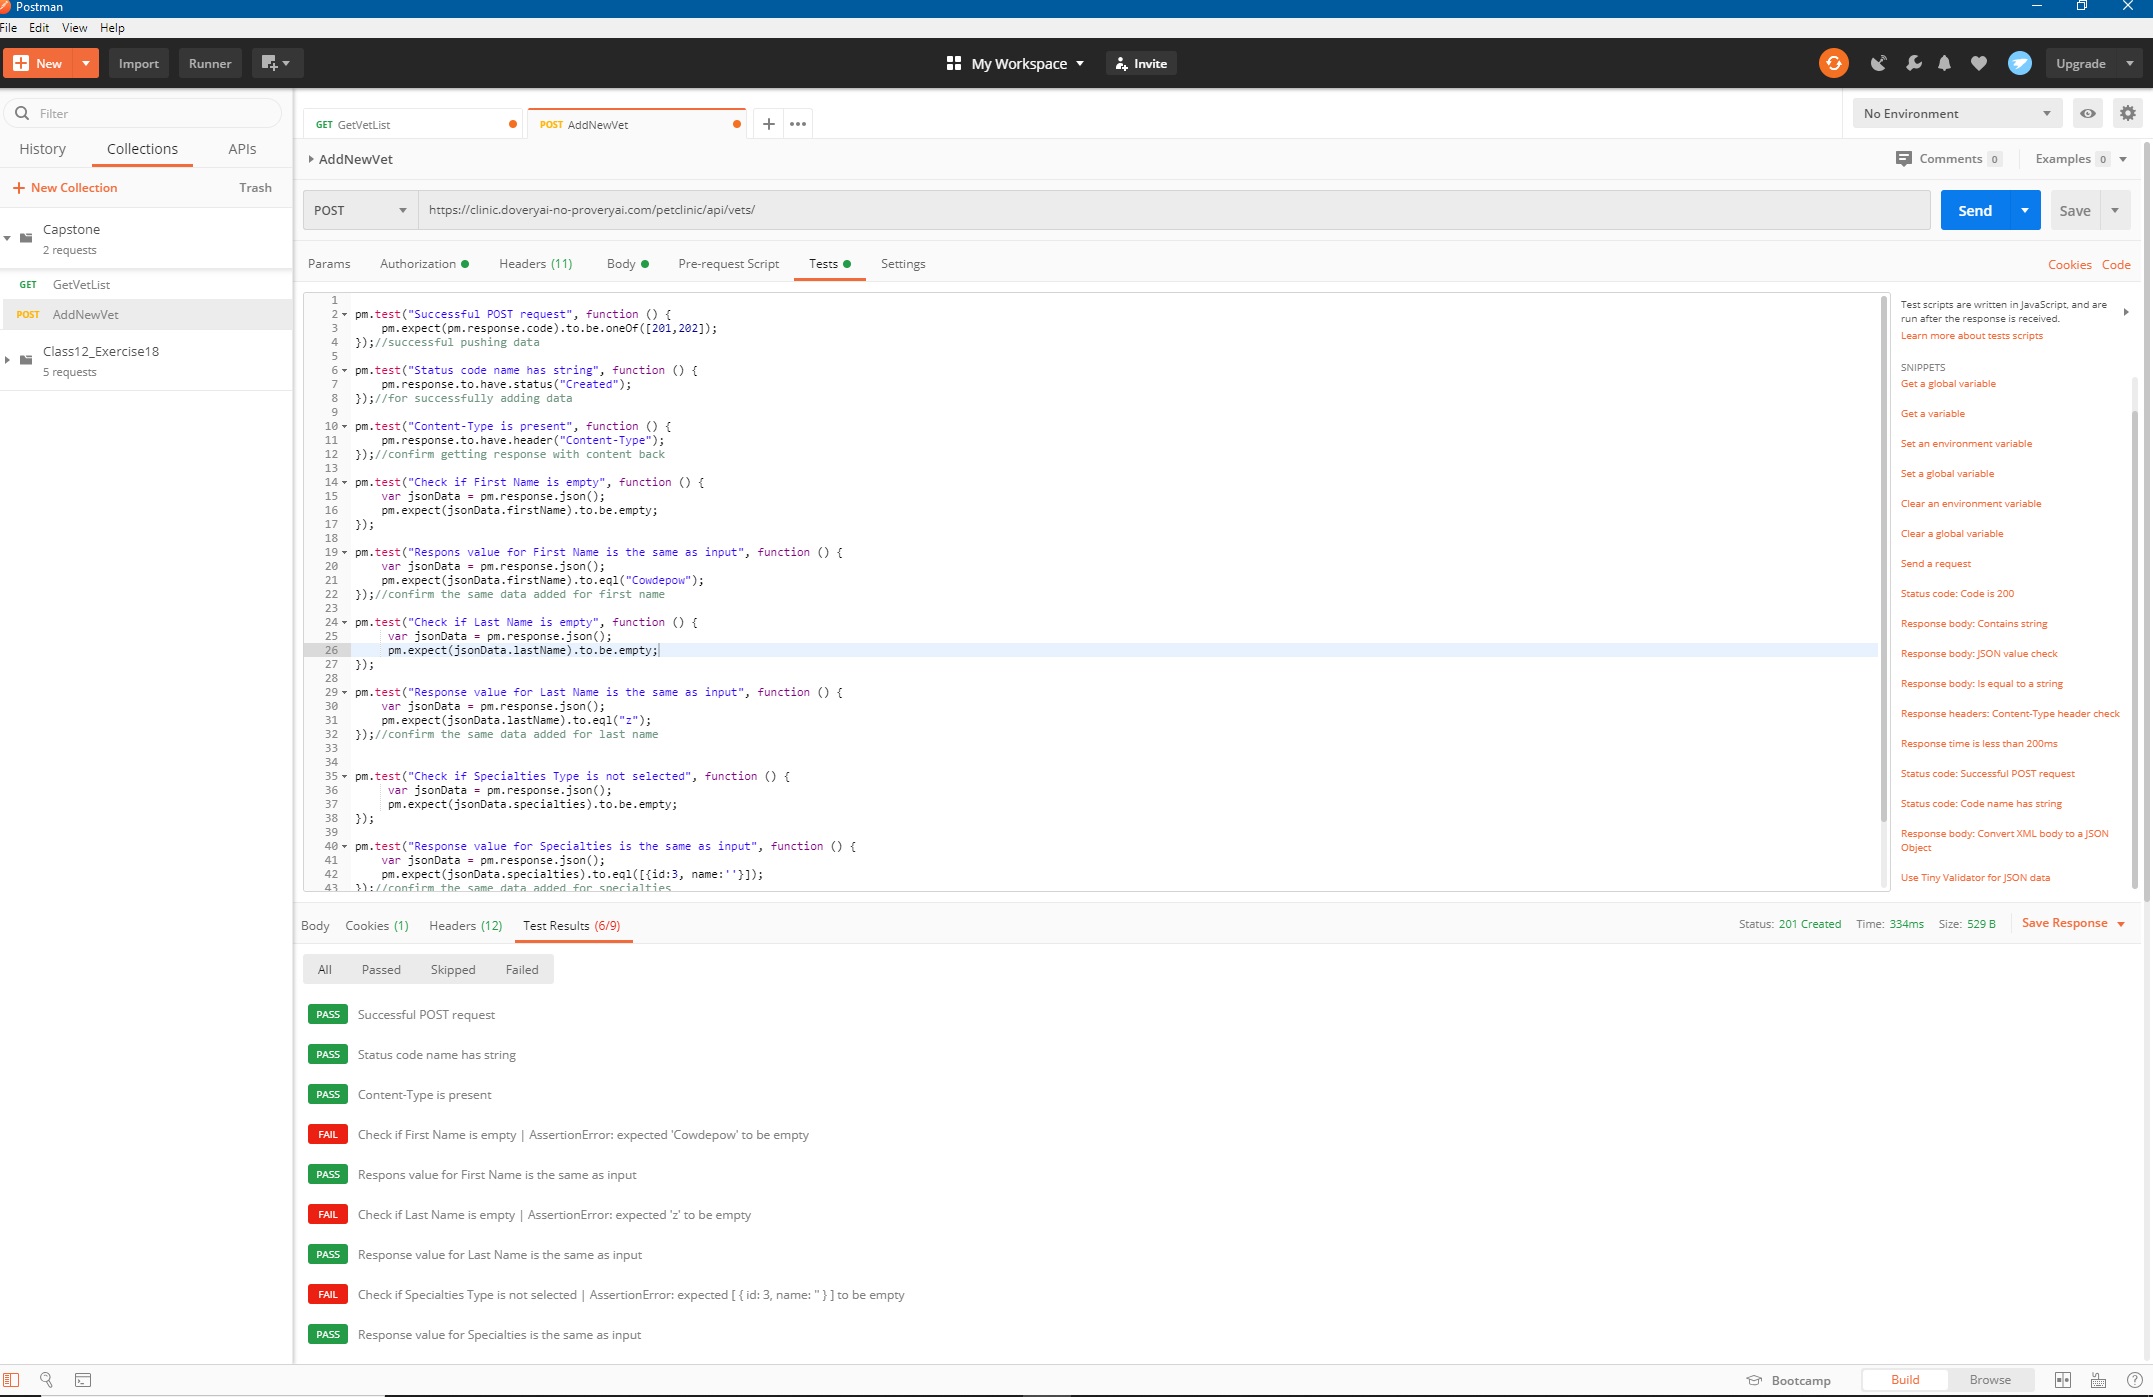 Postman
File Edit View Help
New Import Runner My Workspace Invite Upgrade
Filter
History Collections APIs
+ New Collection Trash
Capstone
2 requests
GET GetVetList
POST AddNewVet
Class12_Exercise18
5 requests
GET GetVetList
POST AddNewVet
+ •••
No Environment
AddNewVet
Comments 0 Examples 0
POST https://clinic.doveryai-no-proveryai.com/petclinic/api/vets/ Send Save
Params Authorization Headers (11) Body Pre-request Script Tests Settings
Cookies Code
1
2 pm.test("Successful POST request", function () {
3 pm.expect(pm.response.code).to.be.oneOf([201,202]);
4 });//successful pushing data
5
6 pm.test("Status code name has string", function () {
7 pm.response.to.have.status("Created");
8 });//for successfully adding data
9
10 pm.test("Content-Type is present", function () {
11 pm.response.to.have.header("Content-Type");
12 });//confirm getting response with content back
13
14 pm.test("Check if First Name is empty", function () {
15 var jsonData = pm.response.json();
16 pm.expect(jsonData.firstName).to.be.empty;
17 });
18
19 pm.test("Respons value for First Name is the same as input", function () {
20 var jsonData = pm.response.json();
21 pm.expect(jsonData.firstName).to.eql("Cowdepow");
22 });//confirm the same data added for first name
23
24 pm.test("Check if Last Name is empty", function () {
25 var jsonData = pm.response.json();
26 pm.expect(jsonData.lastName).to.be.empty;
27 });
28
29 pm.test("Response value for Last Name is the same as input", function () {
30 var jsonData = pm.response.json();
31 pm.expect(jsonData.lastName).to.eql("z");
32 });//confirm the same data added for last name
33
34
35 pm.test("Check if Specialties Type is not selected", function () {
36 var jsonData = pm.response.json();
37 pm.expect(jsonData.specialties).to.be.empty;
38 });
39
40 pm.test("Response value for Specialties is the same as input", function () {
41 var jsonData = pm.response.json();
42 pm.expect(jsonData.specialties).to.eql([{id:3, name:''}]);
43 });//confirm the same data added for specialties
Test scripts are written in JavaScript, and are
run after the response is received.
Learn more about tests scripts
SNIPPETS
Get a global variable
Get a variable
Set an environment variable
Set a global variable
Clear an environment variable
Clear a global variable
Send a request
Status code: Code is 200
Response body: Contains string
Response body: JSON value check
Response body: Is equal to a string
Response headers: Content-Type header check
Response time is less than 200ms
Status code: Successful POST request
Status code: Code name has string
Response body: Convert XML body to a JSON
Object
Use Tiny Validator for JSON data
Body Cookies (1) Headers (12) Test Results (6/9)
Status: 201 Created Time: 334ms Size: 529 B Save Response
All Passed Skipped Failed
PASS Successful POST request
PASS Status code name has string
PASS Content-Type is present
FAIL Check if First Name is empty | AssertionError: expected 'Cowdepow' to be empty
PASS Respons value for First Name is the same as input
FAIL Check if Last Name is empty | AssertionError: expected 'z' to be empty
PASS Response value for Last Name is the same as input
FAIL Check if Specialties Type is not selected | AssertionError: expected [ { id: 3, name: '' } ] to be empty
PASS Response value for Specialties is the same as input
Bootcamp Build Browse